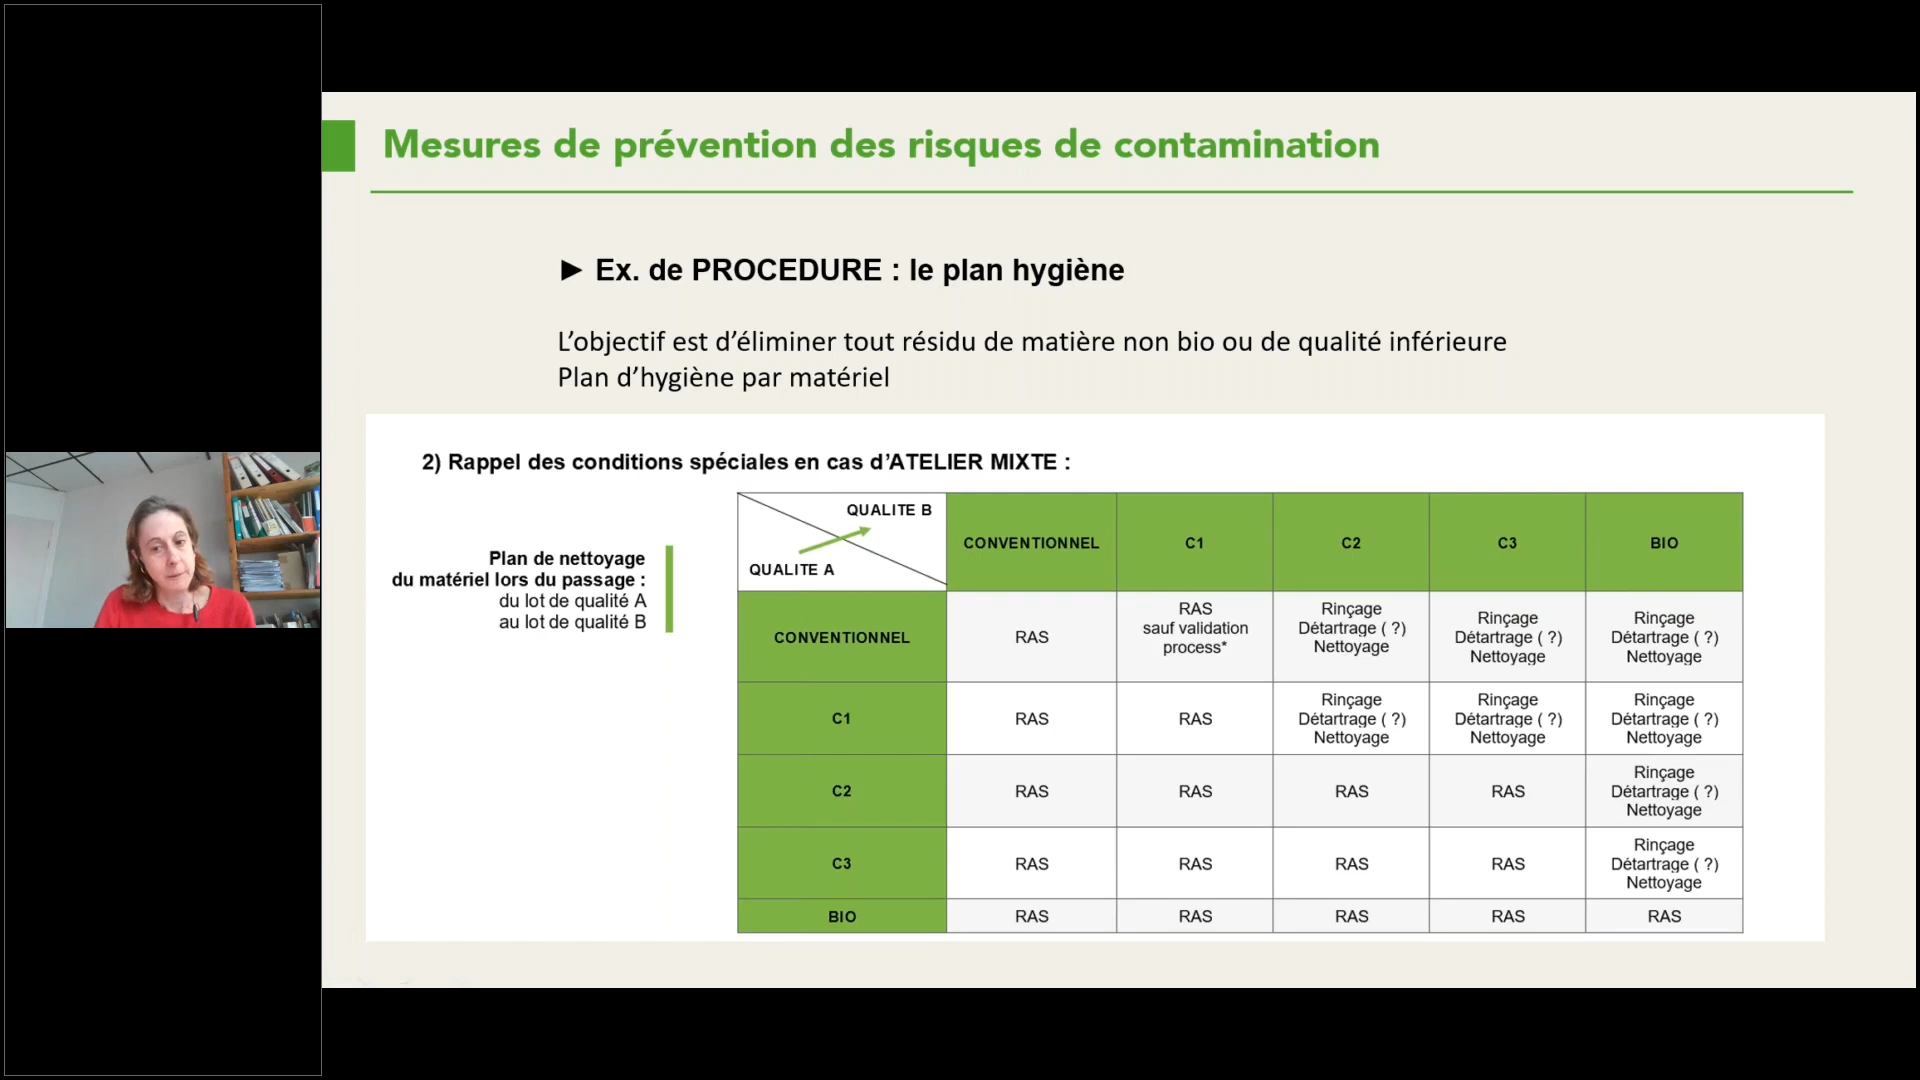 Mesures de prévention des risques de contamination
► Ex. de PROCEDURE : le plan hygiène
L’objectif est d’éliminer tout résidu de matière non bio ou de qualité inférieure
Plan d’hygiène par matériel
2) Rappel des conditions spéciales en cas d’ATELIER MIXTE :
Plan de nettoyage
du matériel lors du passage :
du lot de qualité A
au lot de qualité B
QUALITE B
QUALITE A
CONVENTIONNEL C1 C2 C3 BIO
CONVENTIONNEL
RAS
RAS
sauf validation
process*
Rinçage
Détartrage ( ?)
Nettoyage
Rinçage
Détartrage ( ?)
Nettoyage
Rinçage
Détartrage ( ?)
Nettoyage
C1
RAS
RAS
Rinçage
Détartrage ( ?)
Nettoyage
Rinçage
Détartrage ( ?)
Nettoyage
Rinçage
Détartrage ( ?)
Nettoyage
C2
RAS
RAS
RAS
RAS
Rinçage
Détartrage ( ?)
Nettoyage
C3
RAS
RAS
RAS
RAS
Rinçage
Détartrage ( ?)
Nettoyage
BIO RAS RAS RAS RAS RAS